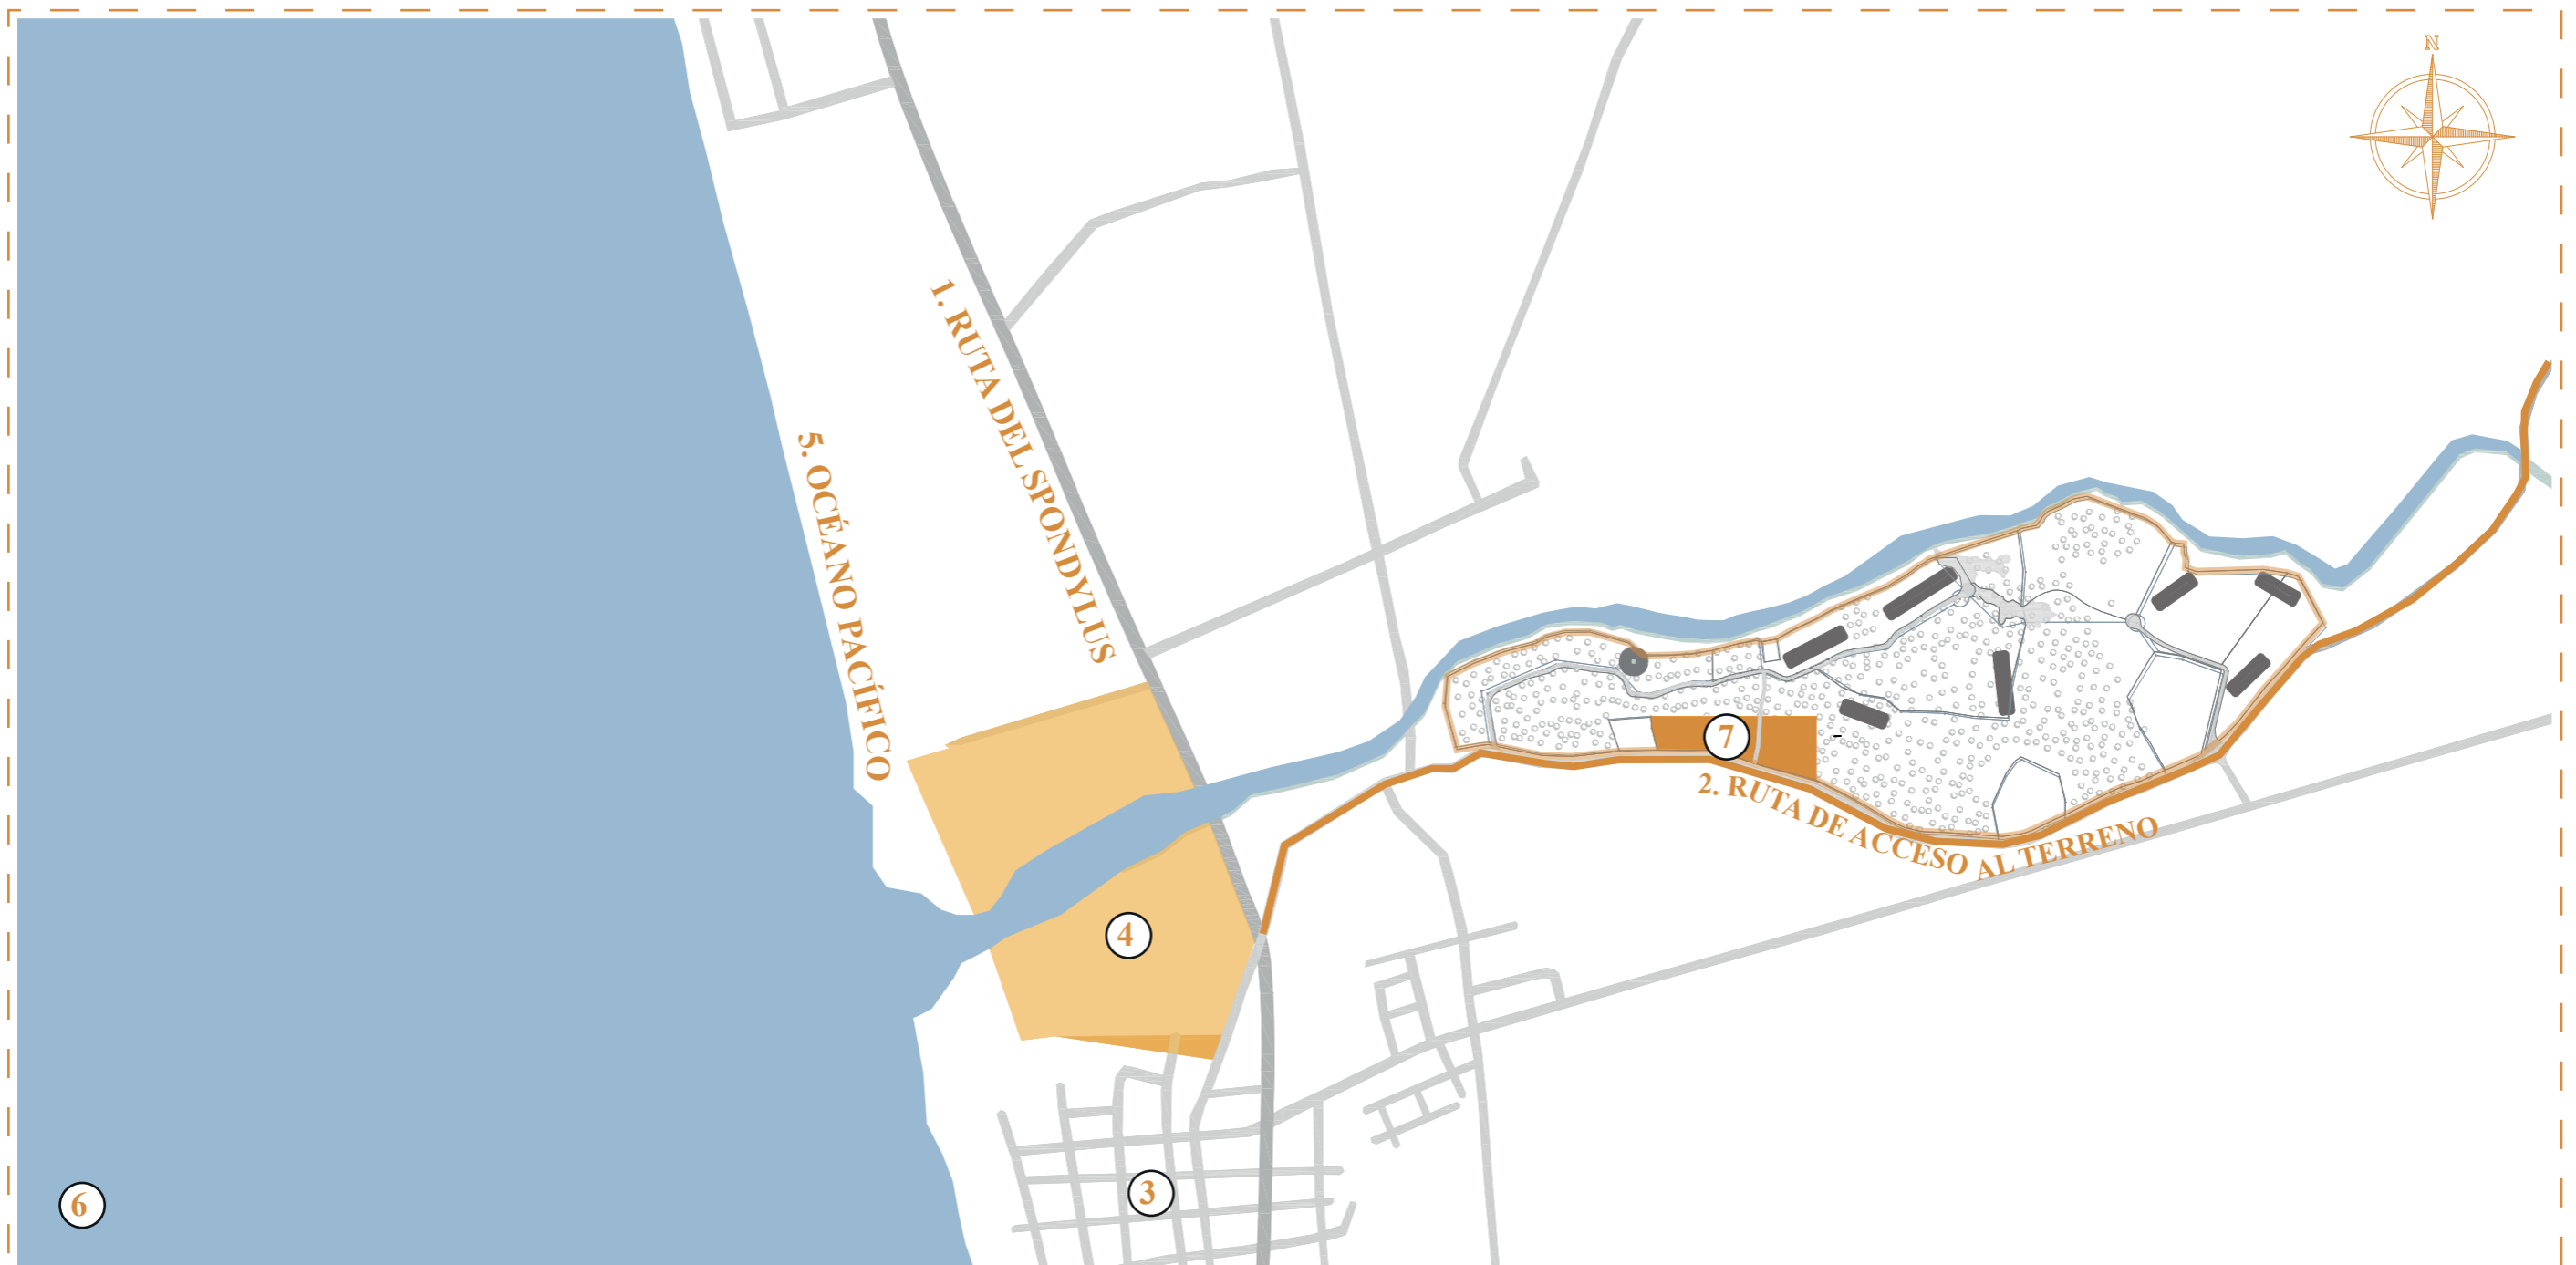 N
1. RUTA DEL SPONDYLUS
5. OCÉANO PACÍFICO
7
2. RUTA DE ACCESO AL TERRENO
4
3
6